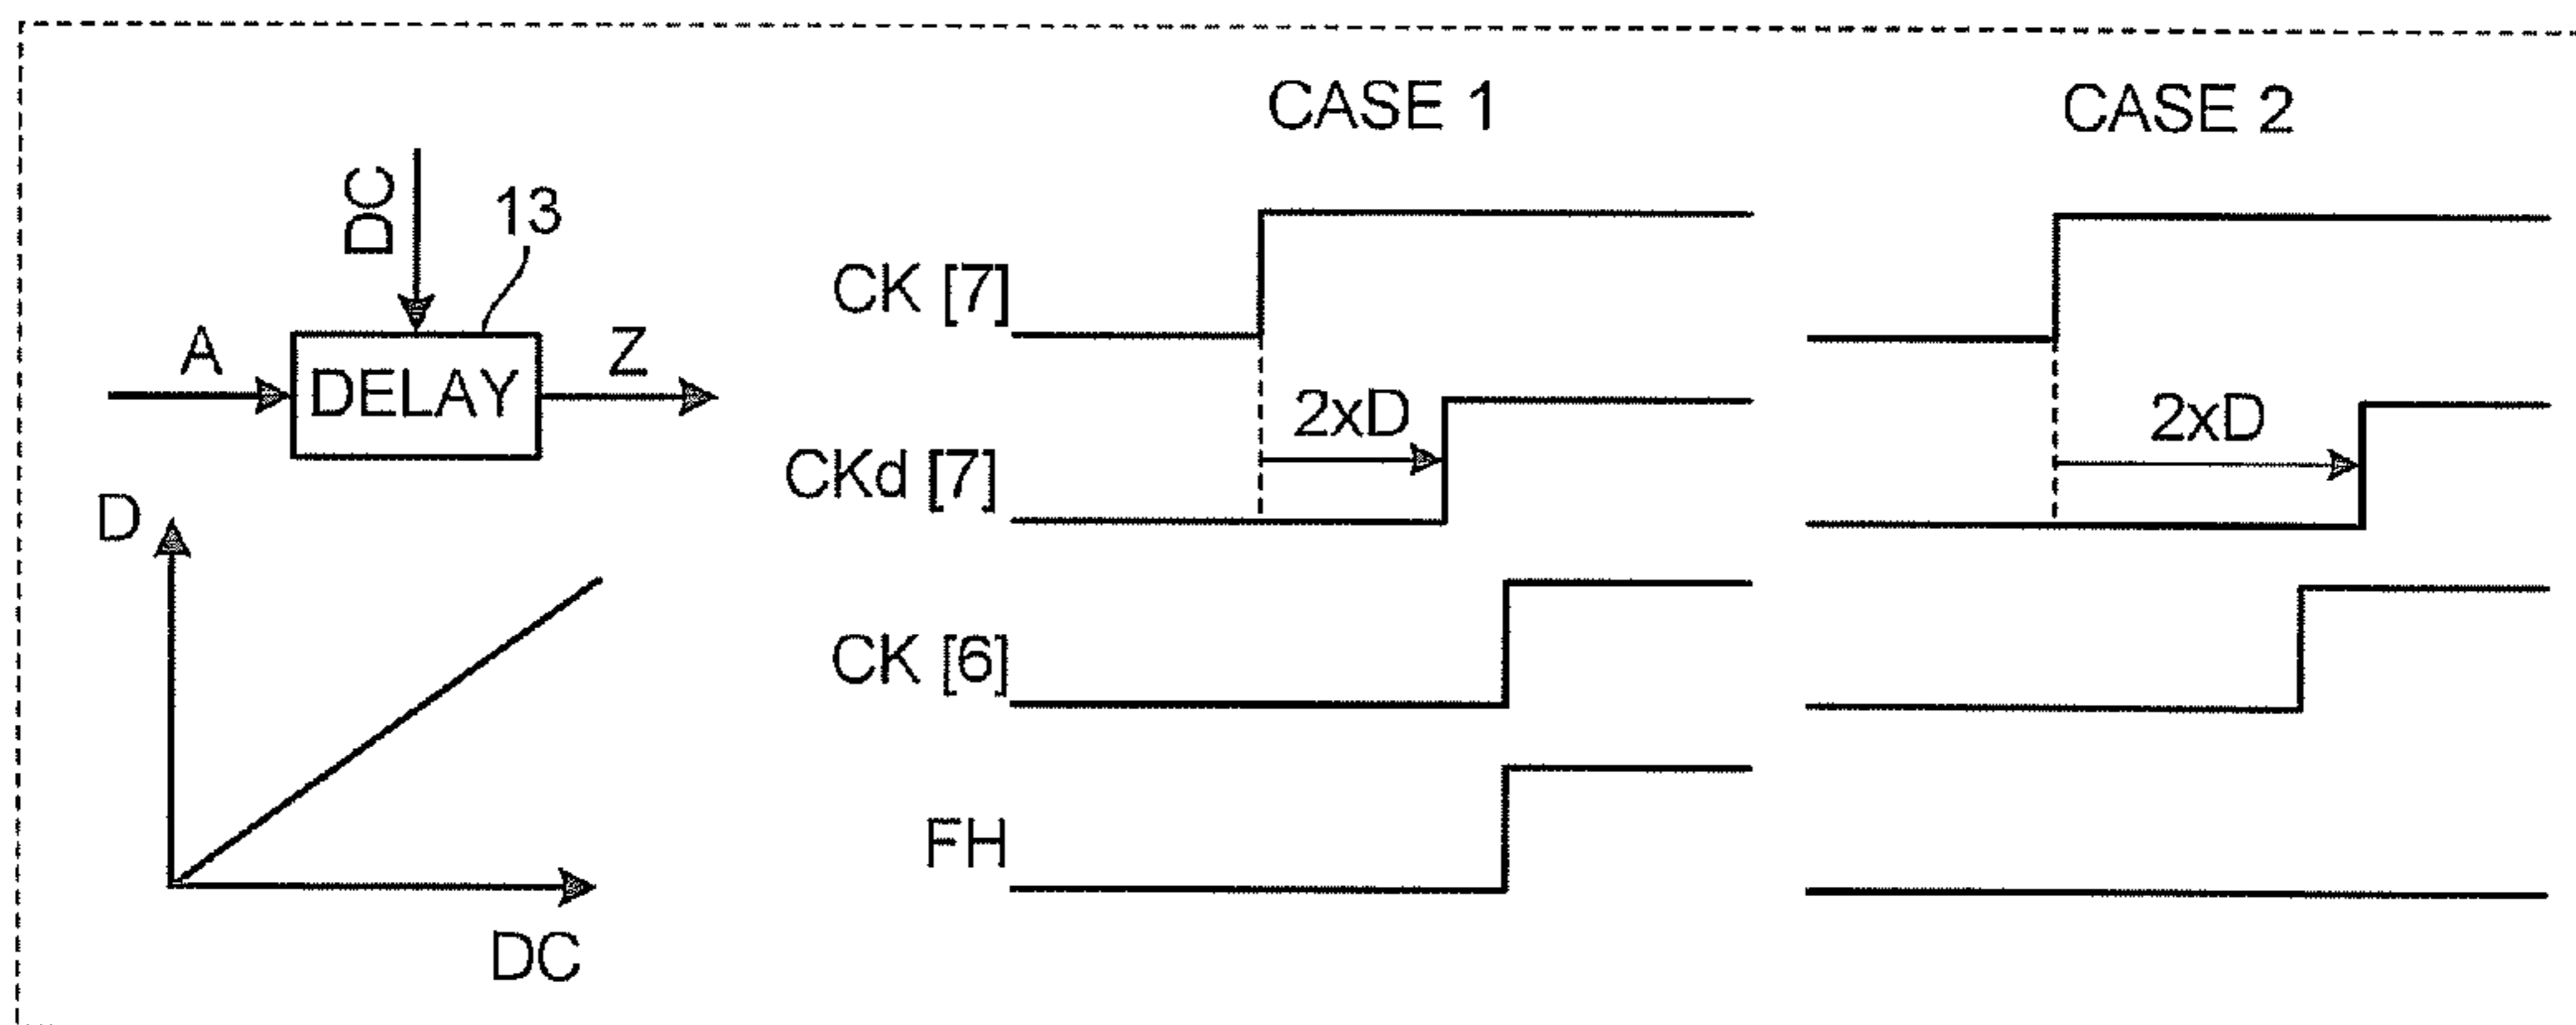 CASE 1
CASE 2
DC
13
A
DELAY
Z
D
DC
CK [7]
CKd [7]
2xD
2xD
CK [6]
FH